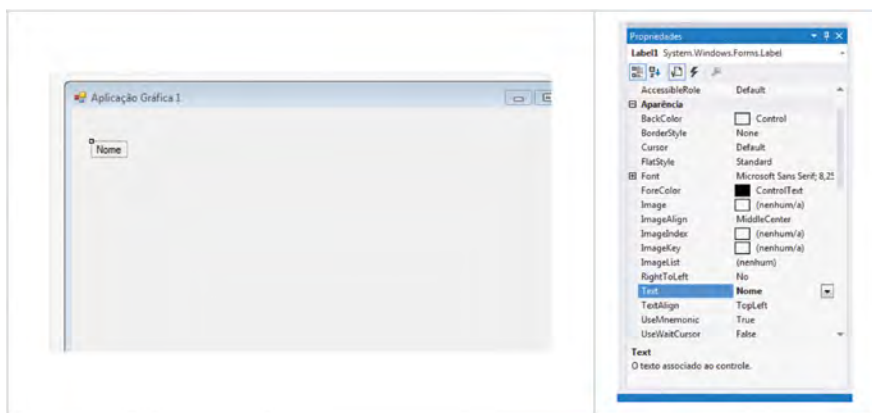 Aplicação Gráfica 1
Nome
Propriedades
Label1 System.Windows.Forms.Label
AccessibleRole Default
Aparência
BackColor Control
BorderStyle None
Cursor Default
FlatStyle Standard
Font Microsoft Sans Serif; 8,25
ForeColor ControlText
Image (nenhum/a)
ImageAlign MiddleCenter
ImageIndex (nenhum/a)
ImageKey (nenhum/a)
ImageList (nenhum)
RightToLeft No
Text Nome
TextAlign TopLeft
UseMnemonic True
UseWaitCursor False
Text
O texto associado ao controle.